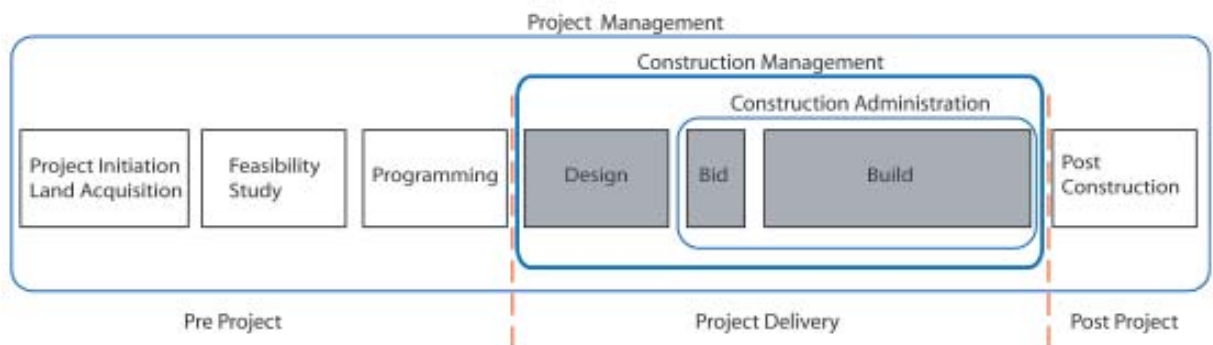 Project Management
Construction Management
Construction Administration
Project Initiation
Land Acquisition
Feasibility
Study
Programming
Design
Bid
Build
Post
Construction
Pre Project
Project Delivery
Post Project